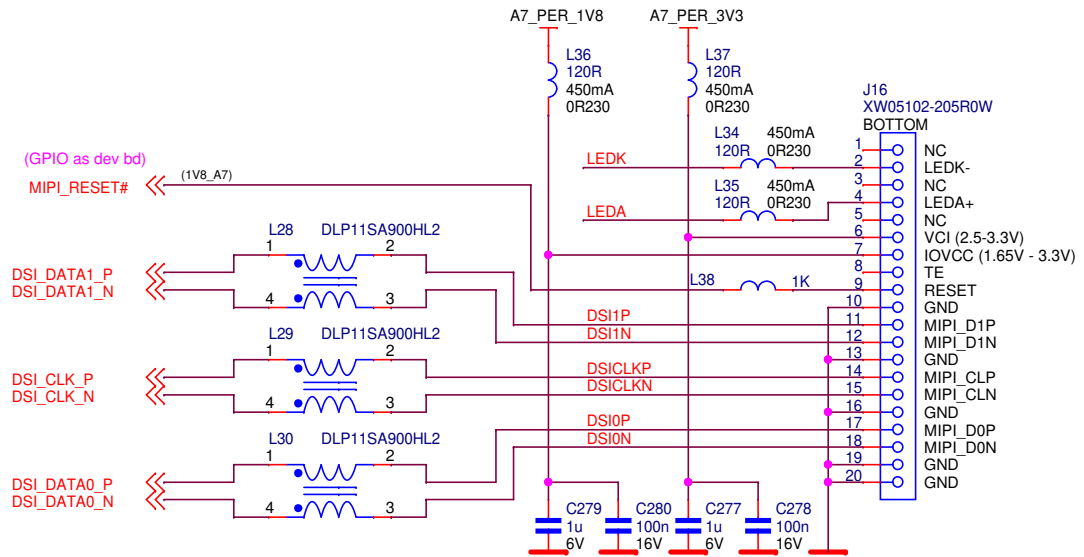 A7_PER_1V8
A7_PER_3V3
L36
120R
450mA
0R230
L37
120R
450mA
0R230
J16
XW05102-205R0W
BOTTOM
(GPIO as dev bd)
MIPI_RESET#
(1V8_A7)
LEDK
L34
120R
450mA
0R230
LEDA
L35
120R
450mA
0R230
L38
1K
1 NC
2 LEDK-
3 NC
4 LEDA+
5 NC
6 VCI (2.5-3.3V)
7 IOVCC (1.65V - 3.3V)
8 TE
9 RESET
10 GND
11 MIPI_D1P
12 MIPI_D1N
13 GND
14 MIPI_CLP
15 MIPI_CLN
16 GND
17 MIPI_D0P
18 MIPI_D0N
19 GND
20 GND
L28 DLP11SA900HL2
1 2
DSI_DATA1_P
DSI_DATA1_N
4 3
DSI1P
DSI1N
L29 DLP11SA900HL2
1 2
DSI_CLK_P
DSI_CLK_N
4 3
DSICLKP
DSICLKN
L30 DLP11SA900HL2
1 2
DSI_DATA0_P
DSI_DATA0_N
4 3
DSI0P
DSI0N
C279
1u
6V
C280
100n
16V
C277
1u
6V
C278
100n
16V